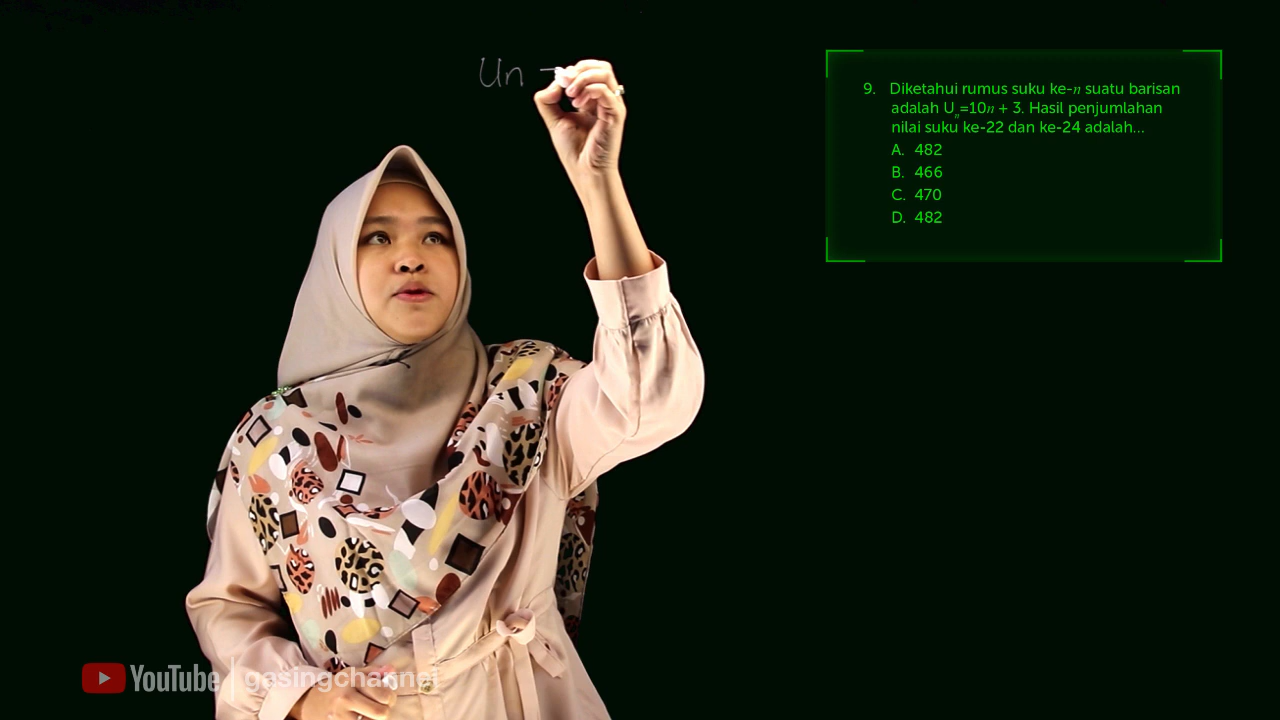 Un -
9. Diketahui rumus suku ke-n suatu barisan
adalah Uₙ=10n + 3. Hasil penjumlahan
nilai suku ke-22 dan ke-24 adalah...
A. 482
B. 466
C. 470
D. 482
YouTube | gasingchannel